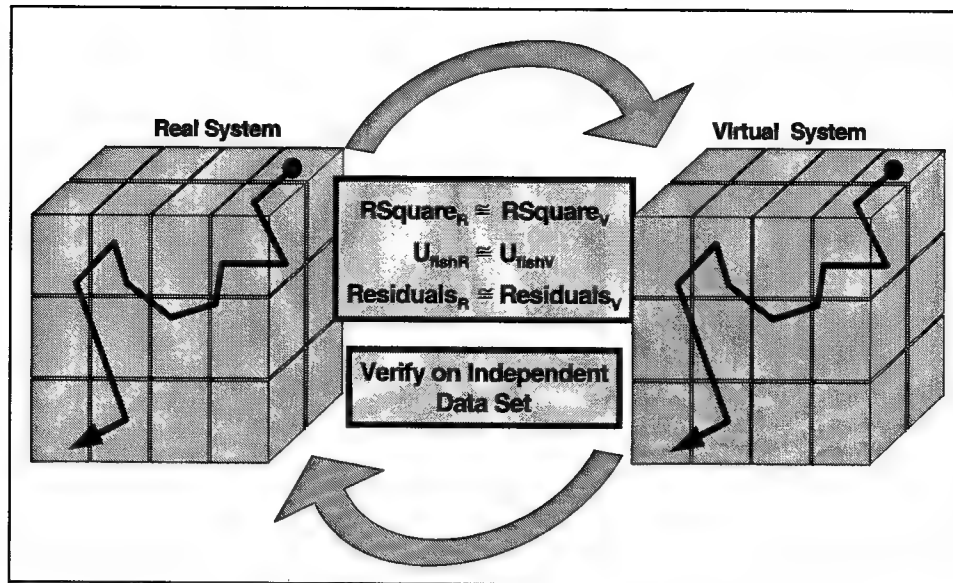 Real System
Virtual System
RSquare_R ≅ RSquare_V
U_fishR ≅ U_fishV
Residuals_R ≅ Residuals_V
Verify on Independent
Data Set